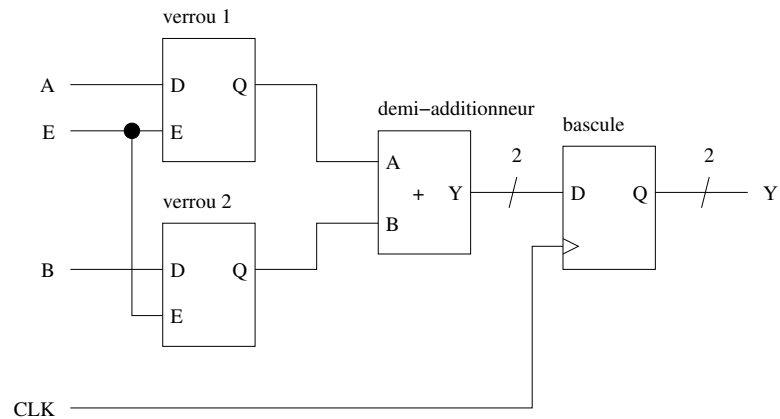 verrou 1
A
D
Q
E
E
demi−additionneur
A
B
+
Y
2
bascule
D
Q
2
Y
verrou 2
B
D
Q
E
CLK